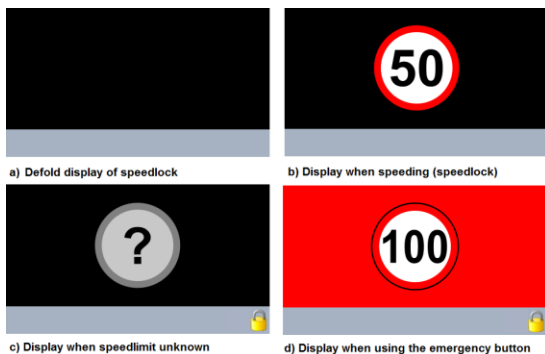 50
a) Defold display of speedlock
b) Display when speeding (speedlock)
?
100
c) Display when speedlimit unknown
d) Display when using the emergency button